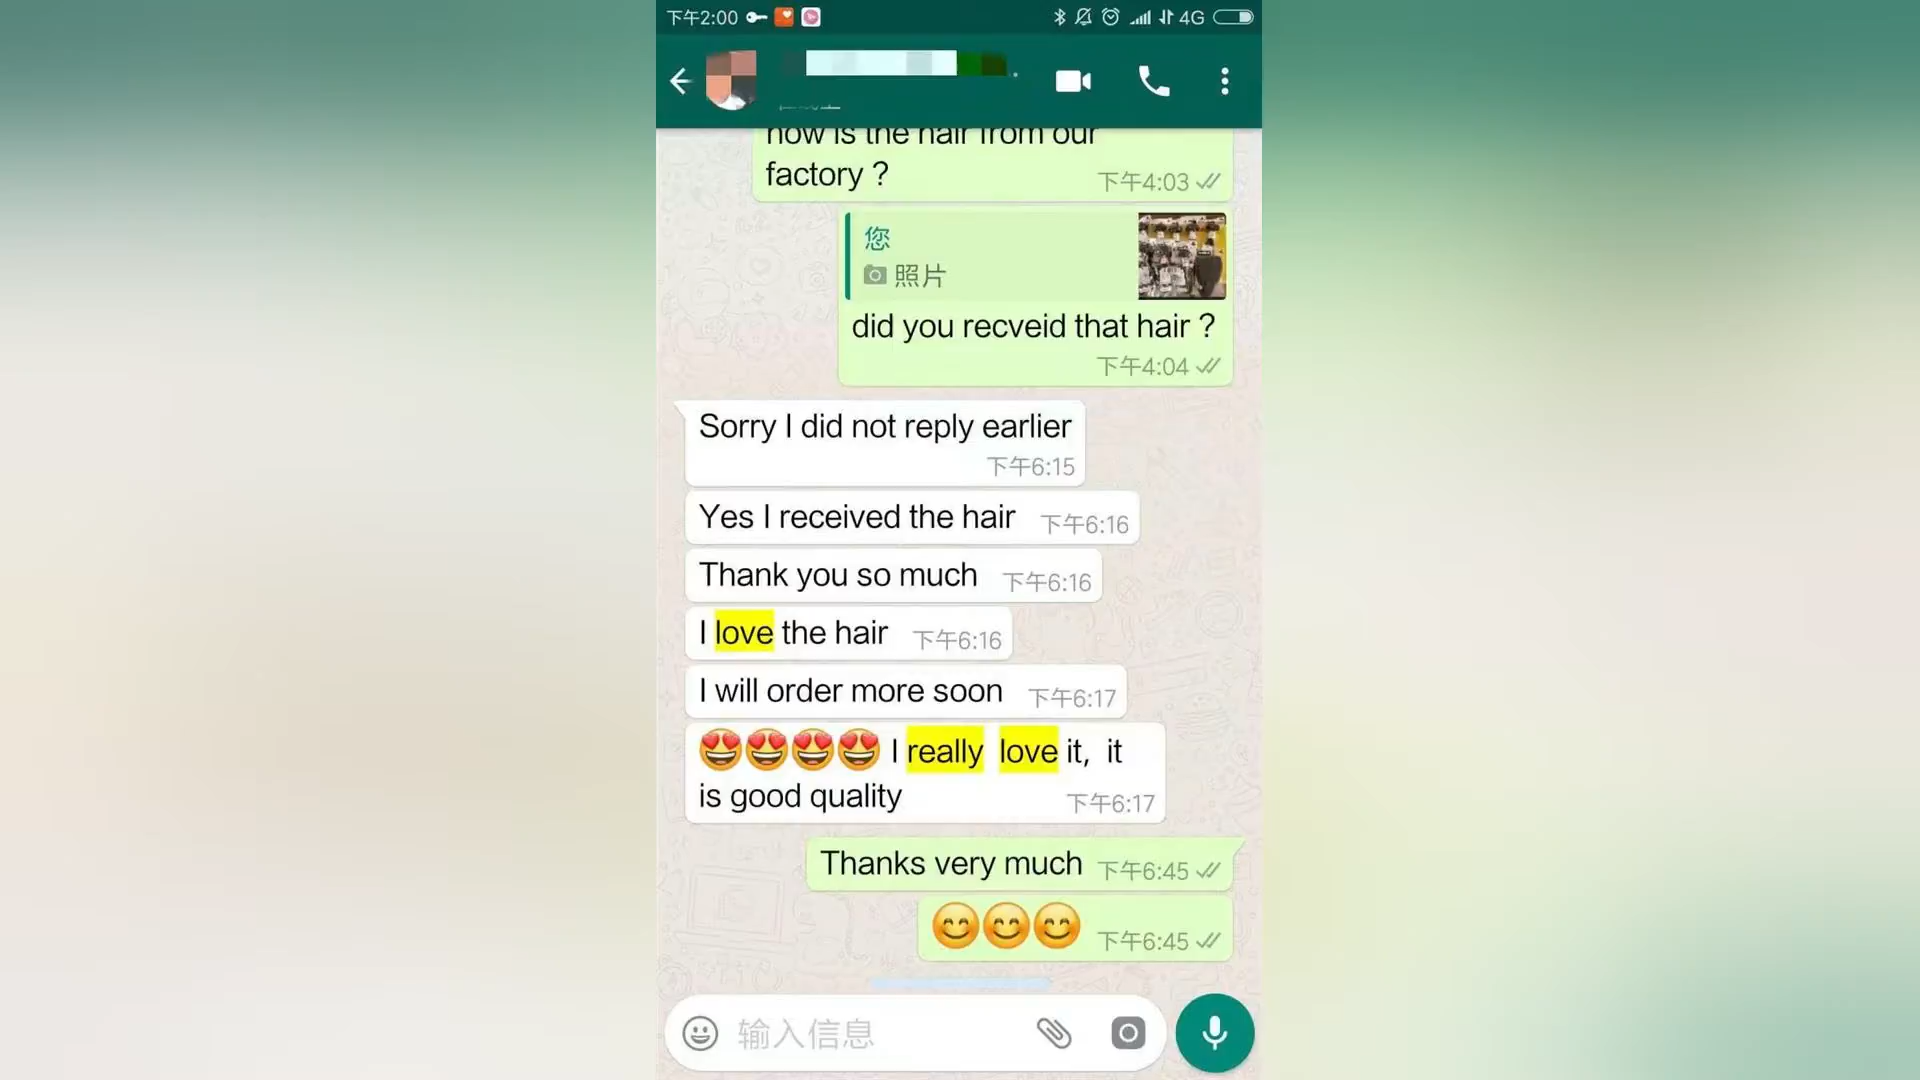 下午2:00
4G
how is the hair from our
factory ?
下午4:03
您
照片
did you recveid that hair ?
下午4:04
Sorry I did not reply earlier
下午6:15
Yes I received the hair 下午6:16
Thank you so much 下午6:16
I love the hair 下午6:16
I will order more soon 下午6:17
😍😍😍😍 I really love it, it
is good quality 下午6:17
Thanks very much 下午6:45
😊😊😊 下午6:45
输入信息